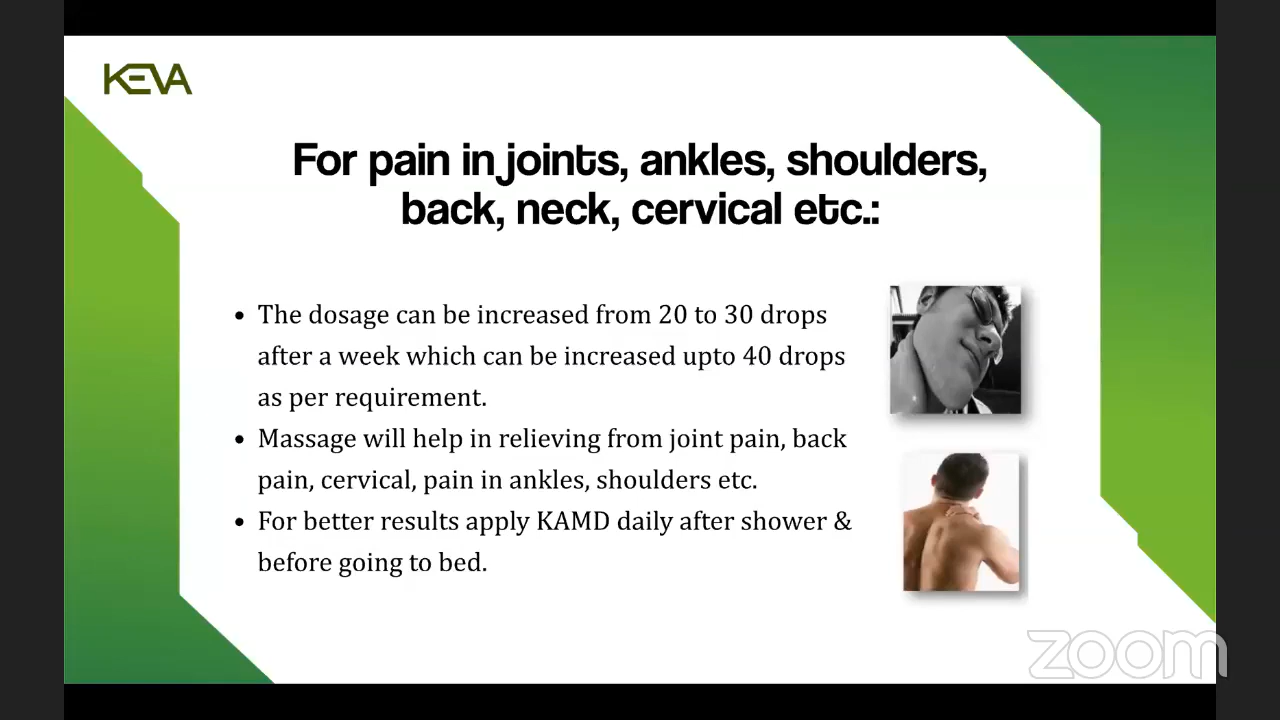 KEVA
For pain in joints, ankles, shoulders,
back, neck, cervical etc.:
• The dosage can be increased from 20 to 30 drops
after a week which can be increased upto 40 drops
as per requirement.
• Massage will help in relieving from joint pain, back
pain, cervical, pain in ankles, shoulders etc.
• For better results apply KAMD daily after shower &
before going to bed.
zoom